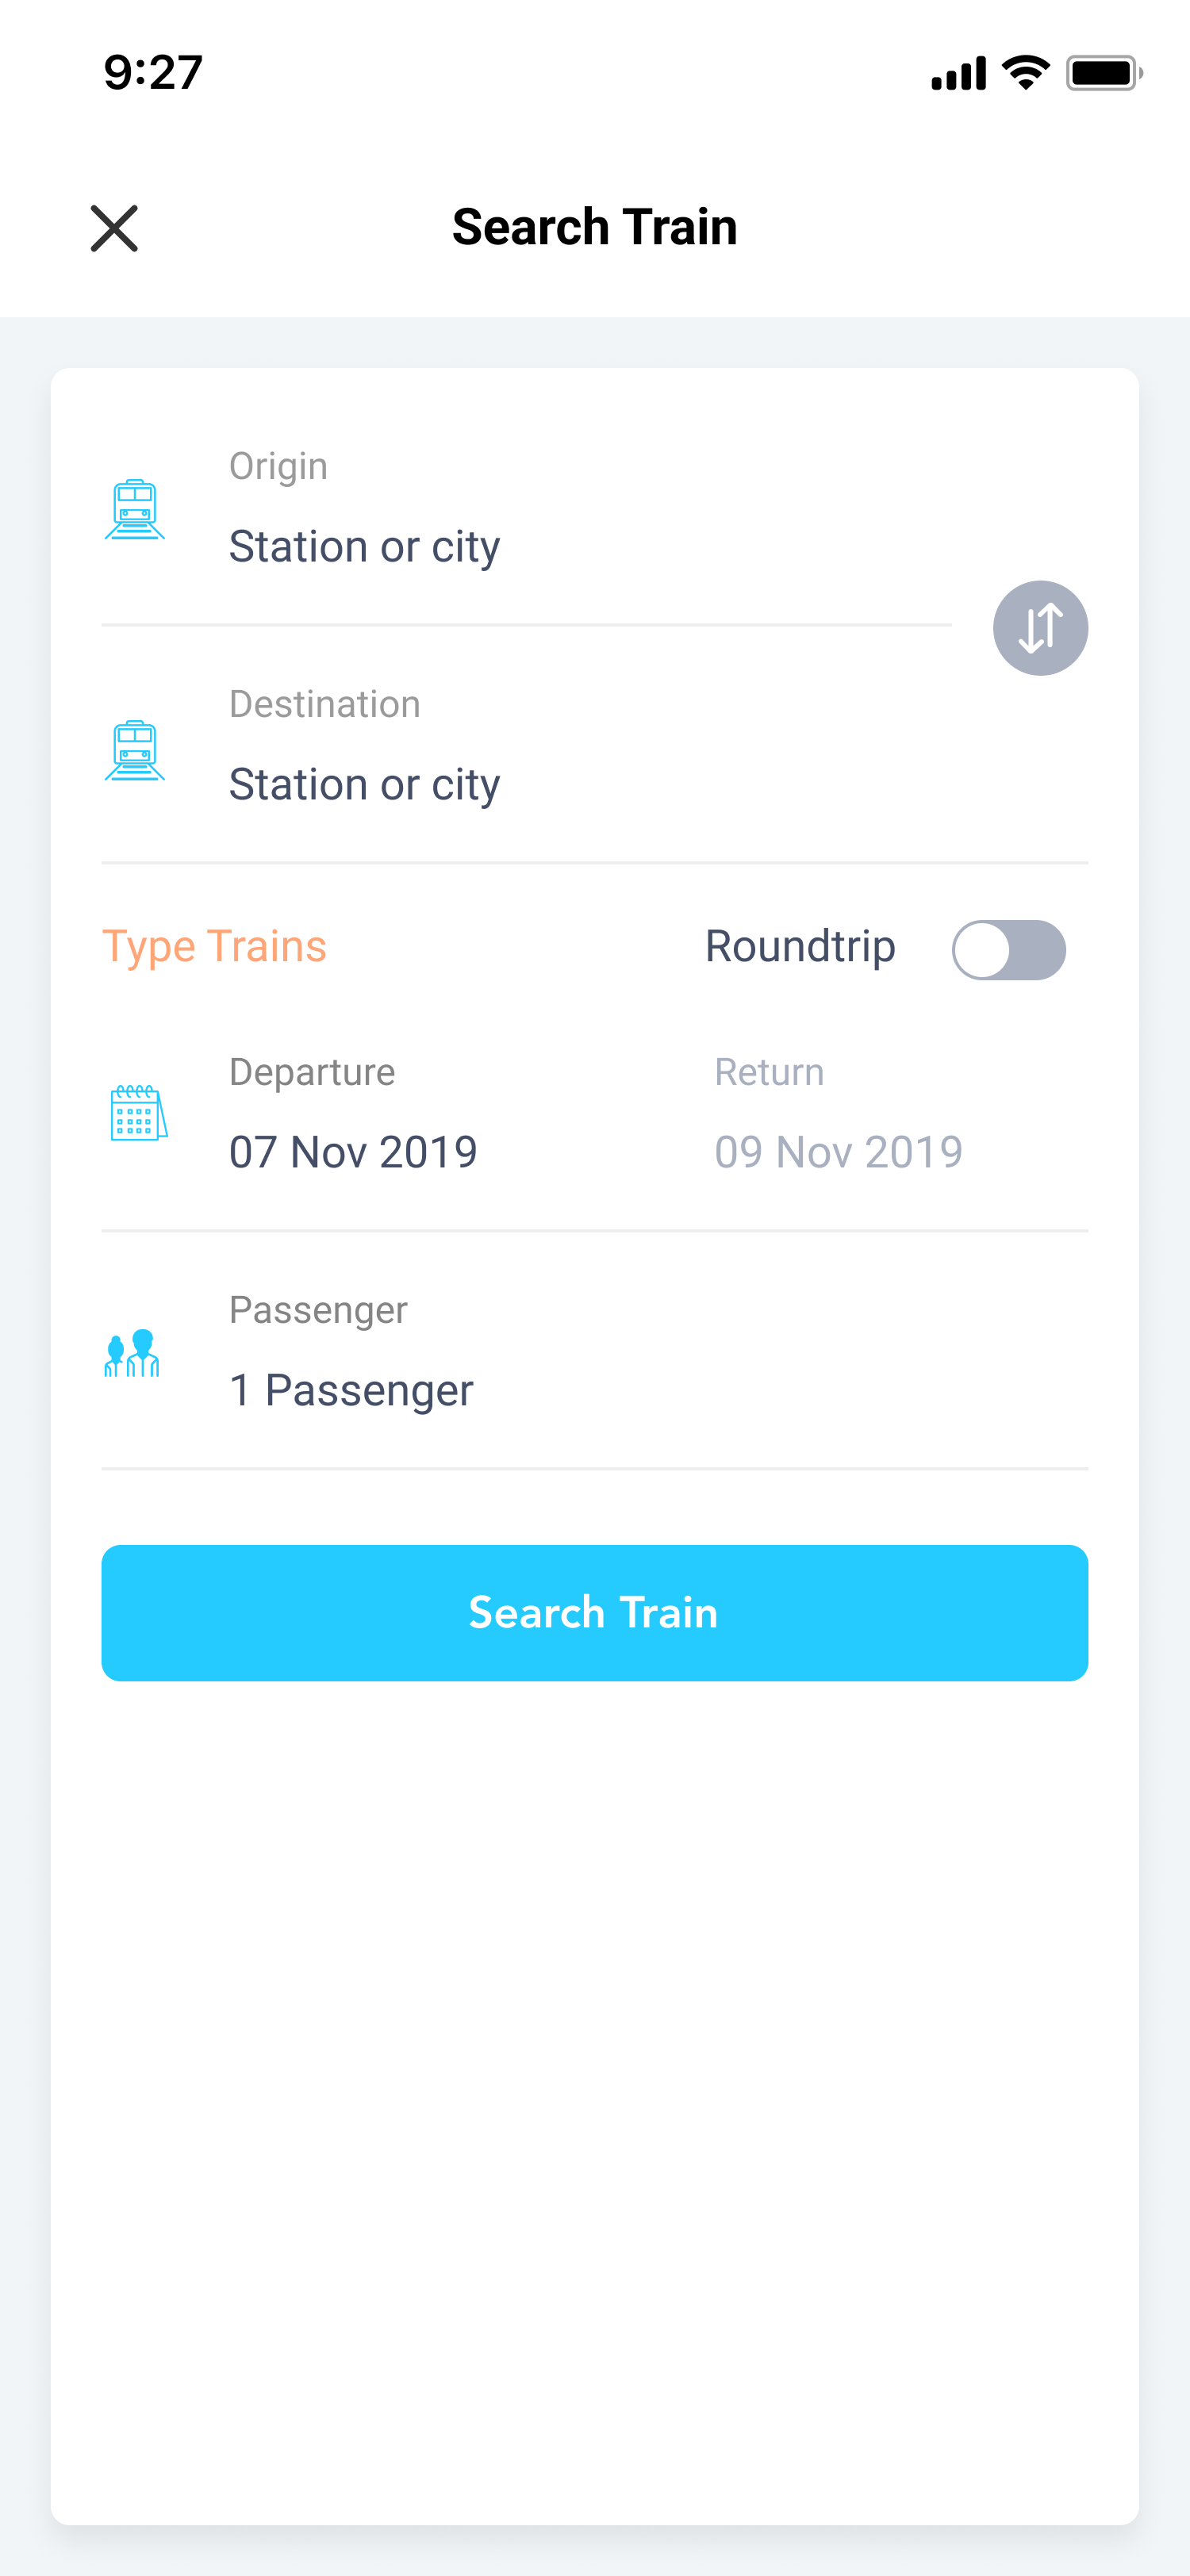 9:27
Search Train
Origin
Station or city
Destination
Station or city
Type Trains Roundtrip
Departure Return
07 Nov 2019 09 Nov 2019
Passenger
1 Passenger
Search Train